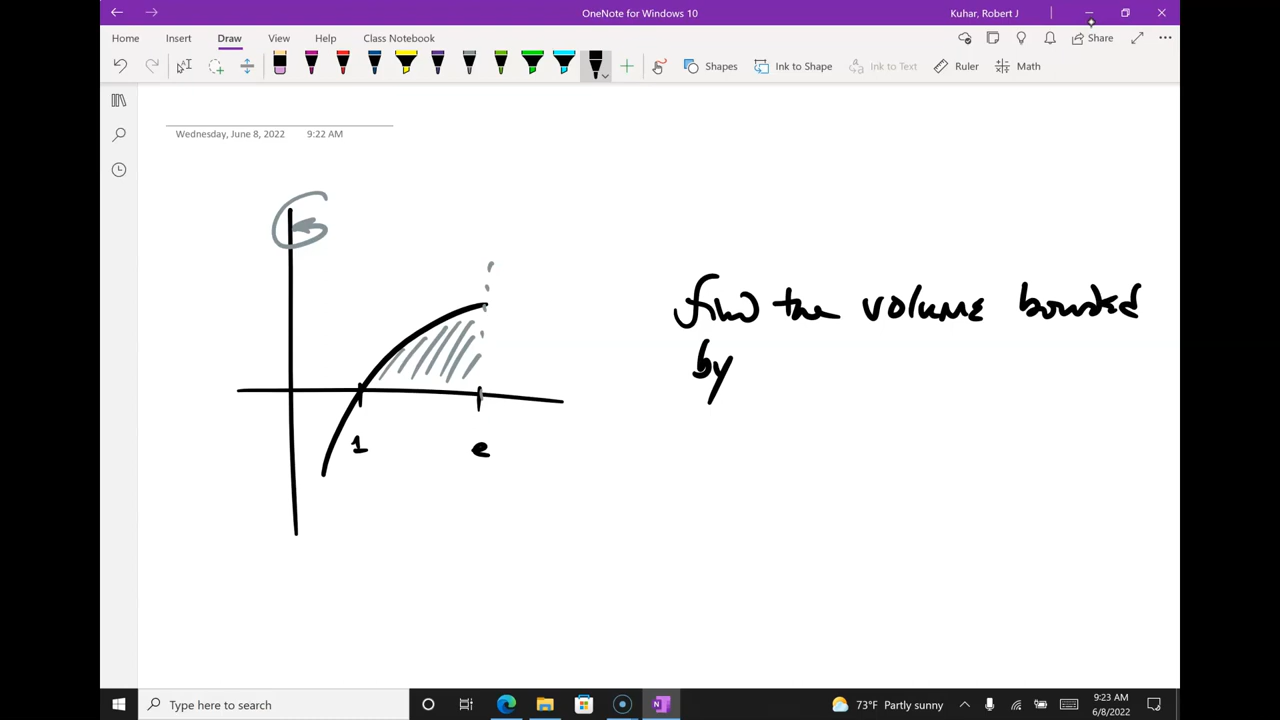 OneNote for Windows 10
Kuhar, Robert J
Home Insert Draw View Help Class Notebook
Share
Shapes Ink to Shape Ink to Text Ruler Math
Wednesday, June 8, 2022 9:22 AM
find the volume bounded
by
1 e
Type here to search
73°F Partly sunny
9:23 AM
6/8/2022